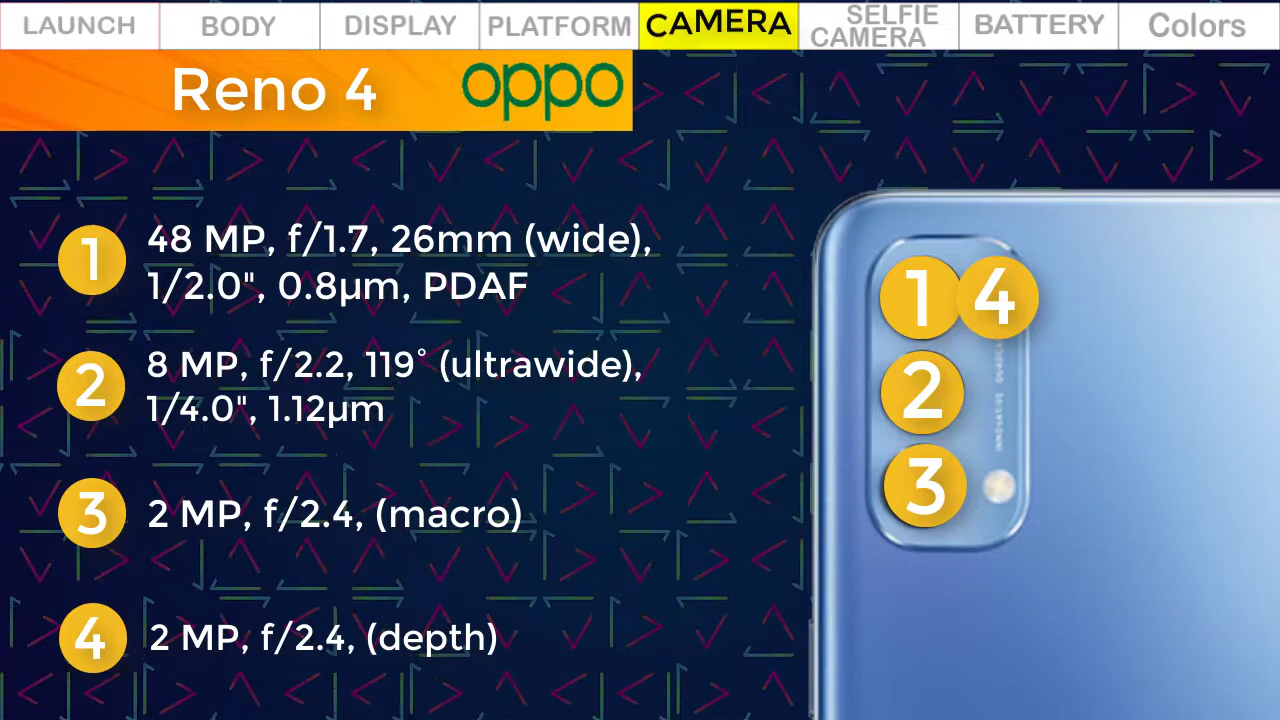 LAUNCH
BODY
DISPLAY
PLATFORM
CAMERA
SELFIE
CAMERA
BATTERY
Colors
Reno 4
oppo
1
48 MP, f/1.7, 26mm (wide),
1/2.0", 0.8µm, PDAF
2
8 MP, f/2.2, 119˚ (ultrawide),
1/4.0", 1.12µm
3
2 MP, f/2.4, (macro)
4
2 MP, f/2.4, (depth)
1
4
2
3